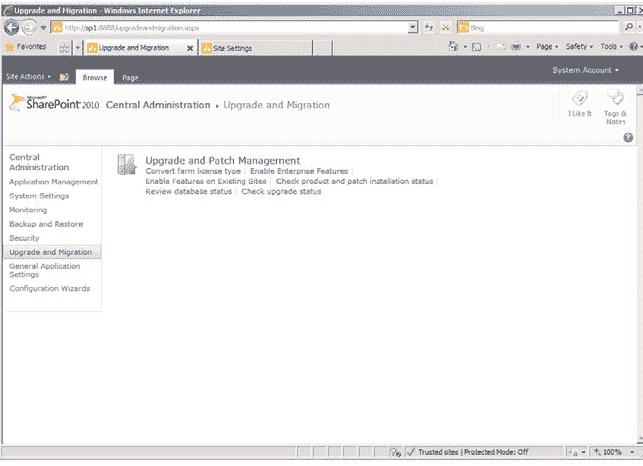 Upgrade and Migration - Windows Internet Explorer
http://sp1:8688/upgradeandmigration.aspx
Bing
Favorites
Upgrade and Migration
Site Settings
Page
Safety
Tools
Site Actions
Browse
Page
System Account
Microsoft
SharePoint 2010
Central Administration
Upgrade and Migration
I Like It
Tags & Notes
Central Administration
Application Management
System Settings
Monitoring
Backup and Restore
Security
Upgrade and Migration
General Application Settings
Configuration Wizards
Upgrade and Patch Management
Convert farm license type | Enable Enterprise Features |
Enable Features on Existing Sites | Check product and patch installation status |
Review database status | Check upgrade status
Trusted sites | Protected Mode: Off
100%